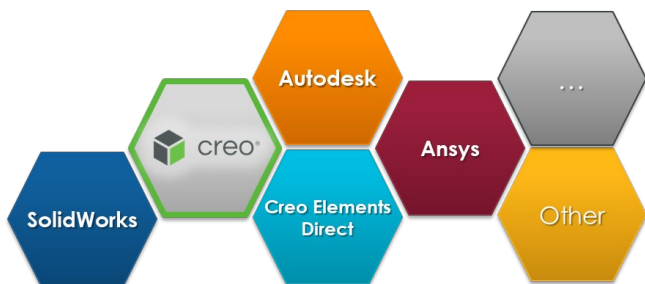 SolidWorks
creo®
Autodesk
Creo Elements
Direct
Ansys
...
Other